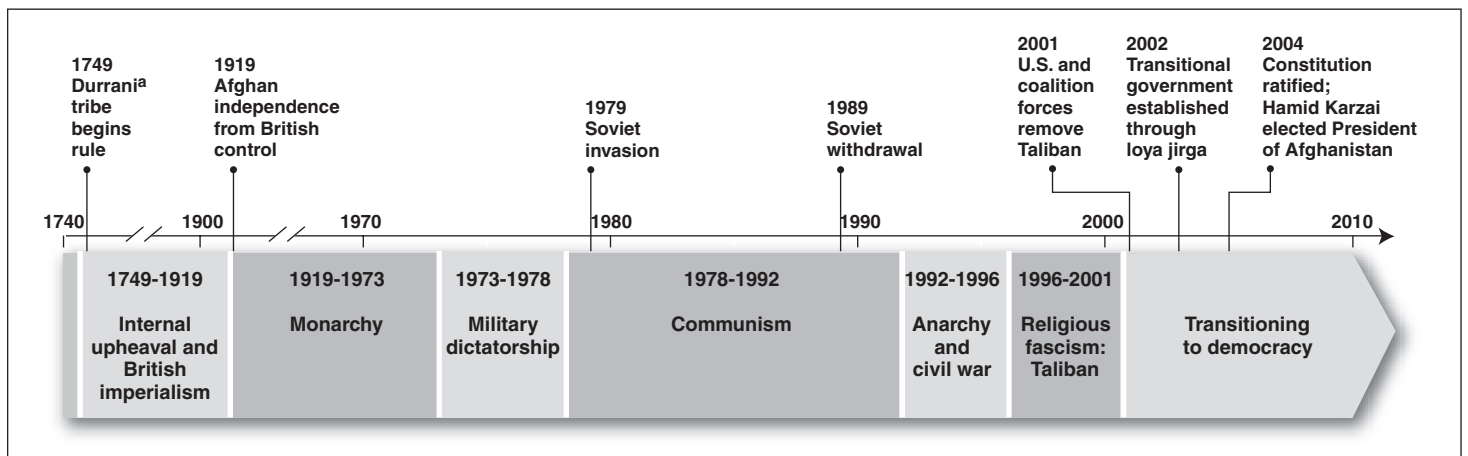 1749
Durraniª
tribe
begins
rule
1919
Afghan
independence
from British
control
1979
Soviet
invasion
1989
Soviet
withdrawal
2001
U.S. and
coalition
forces
remove
Taliban
2002
Transitional
government
established
through
loya jirga
2004
Constitution
ratified;
Hamid Karzai
elected President
of Afghanistan
1740 1900 1970 1980 1990 2000 2010
1749-1919
Internal
upheaval and
British
imperialism
1919-1973
Monarchy
1973-1978
Military
dictatorship
1978-1992
Communism
1992-1996
Anarchy
and
civil war
1996-2001
Religious
fascism:
Taliban
Transitioning
to democracy